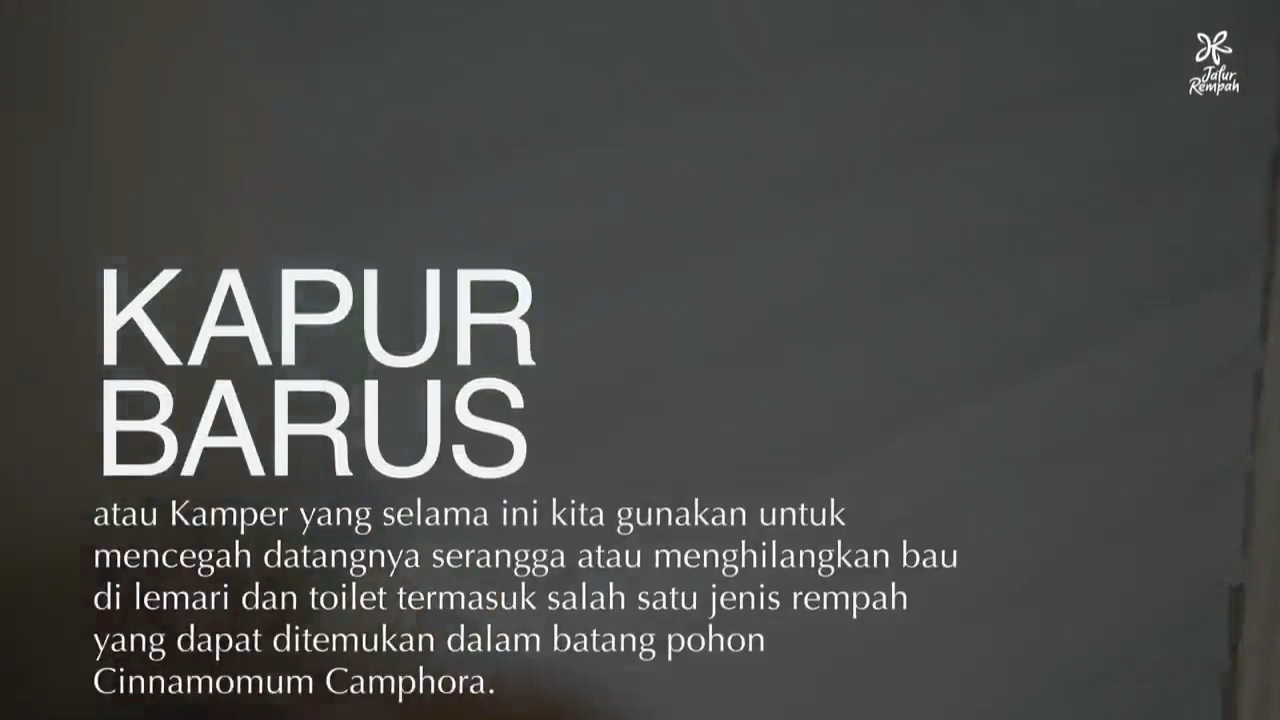 Jalur
Rempah
KAPUR
BARUS
atau Kamper yang selama ini kita gunakan untuk
mencegah datangnya serangga atau menghilangkan bau
di lemari dan toilet termasuk salah satu jenis rempah
yang dapat ditemukan dalam batang pohon
Cinnamomum Camphora.